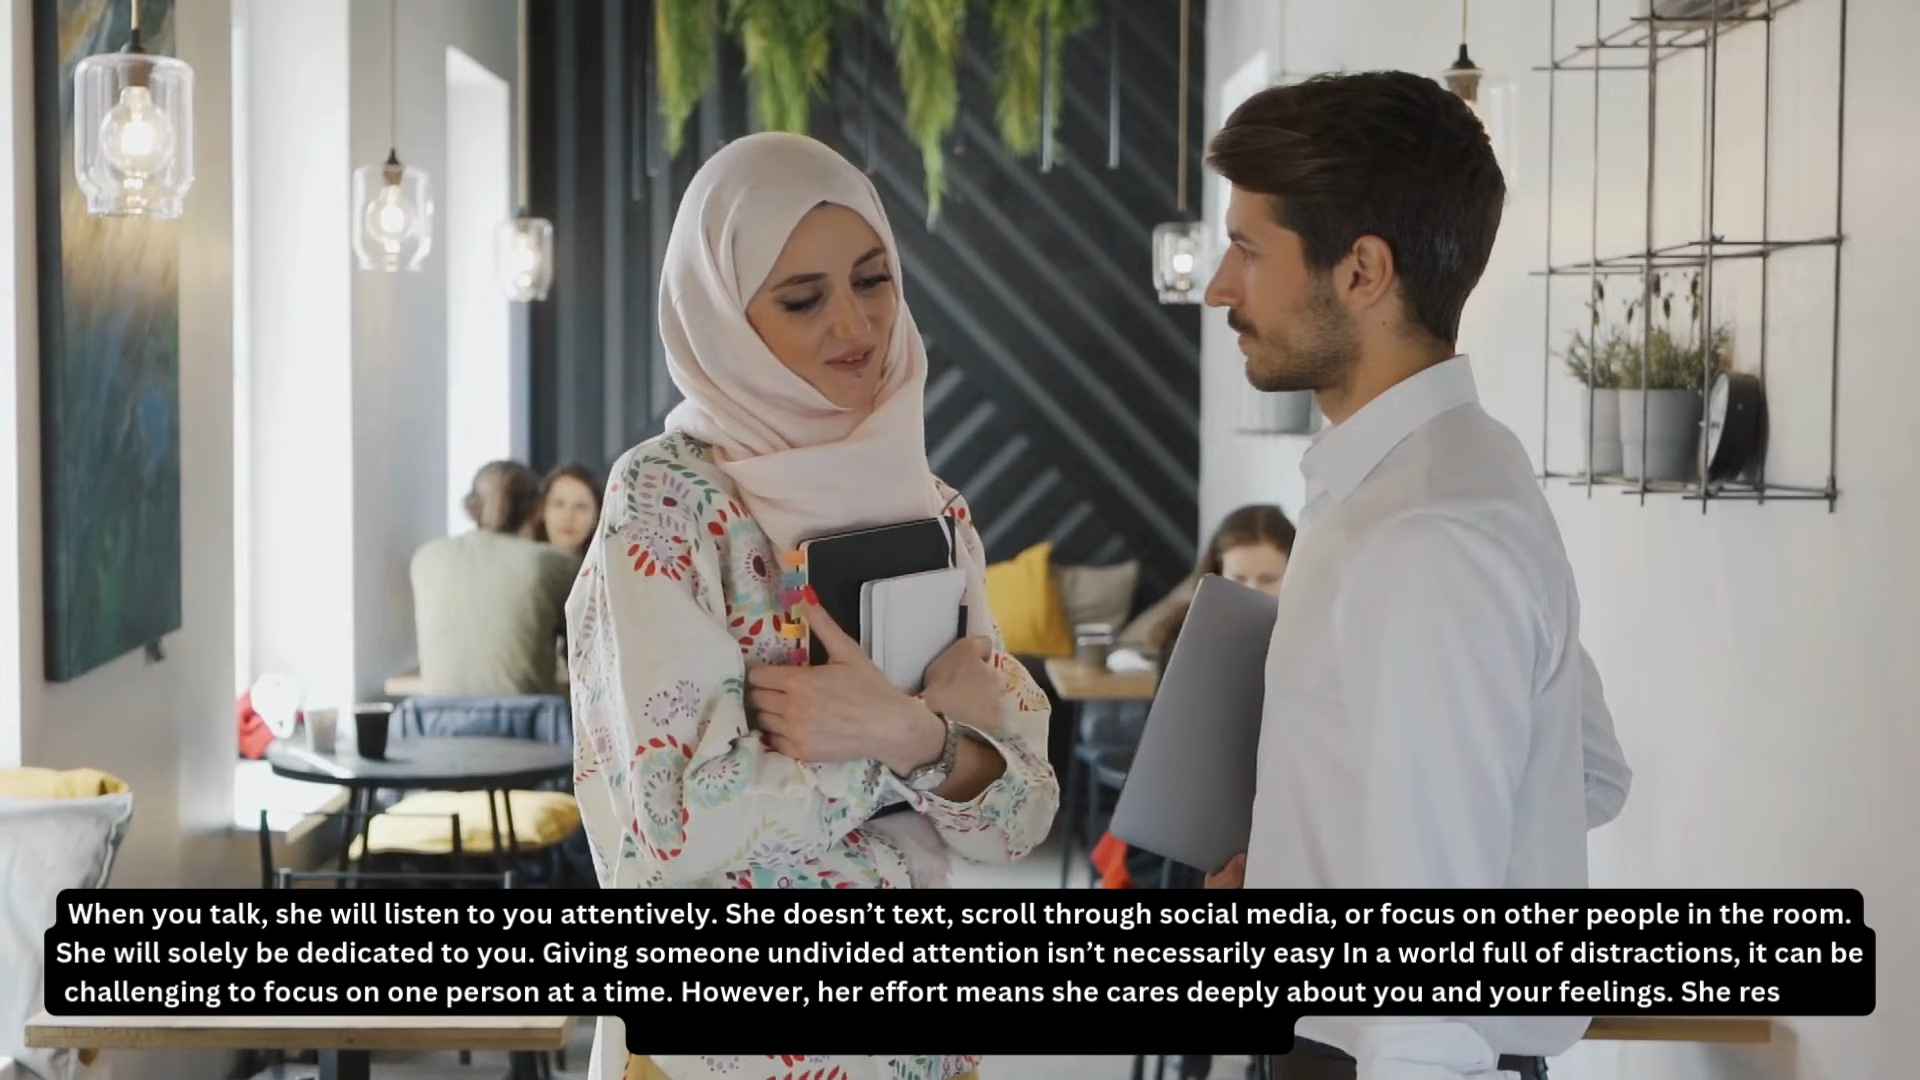 When you talk, she will listen to you attentively. She doesn’t text, scroll through social media, or focus on other people in the room.
She will solely be dedicated to you. Giving someone undivided attention isn’t necessarily easy In a world full of distractions, it can be
challenging to focus on one person at a time. However, her effort means she cares deeply about you and your feelings. She res